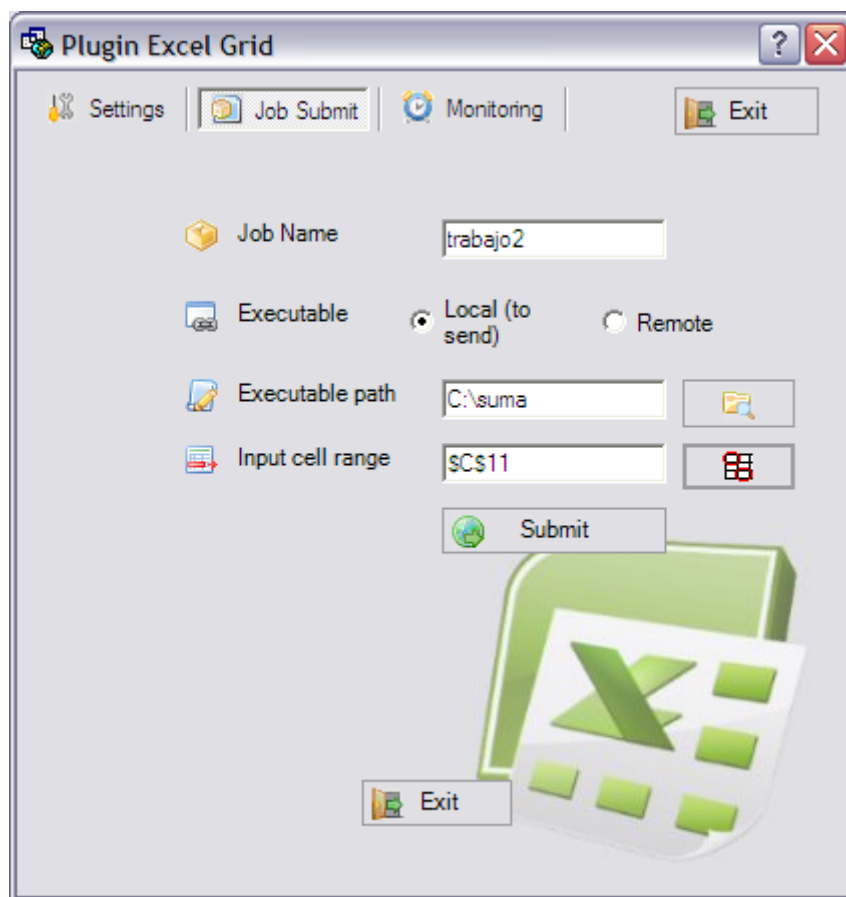 Plugin Excel Grid
Settings
Job Submit
Monitoring
Exit
Job Name
trabajo2
Executable
Local (to
send)
Remote
Executable path
C:\suma
Input cell range
$C$11
Submit
Exit